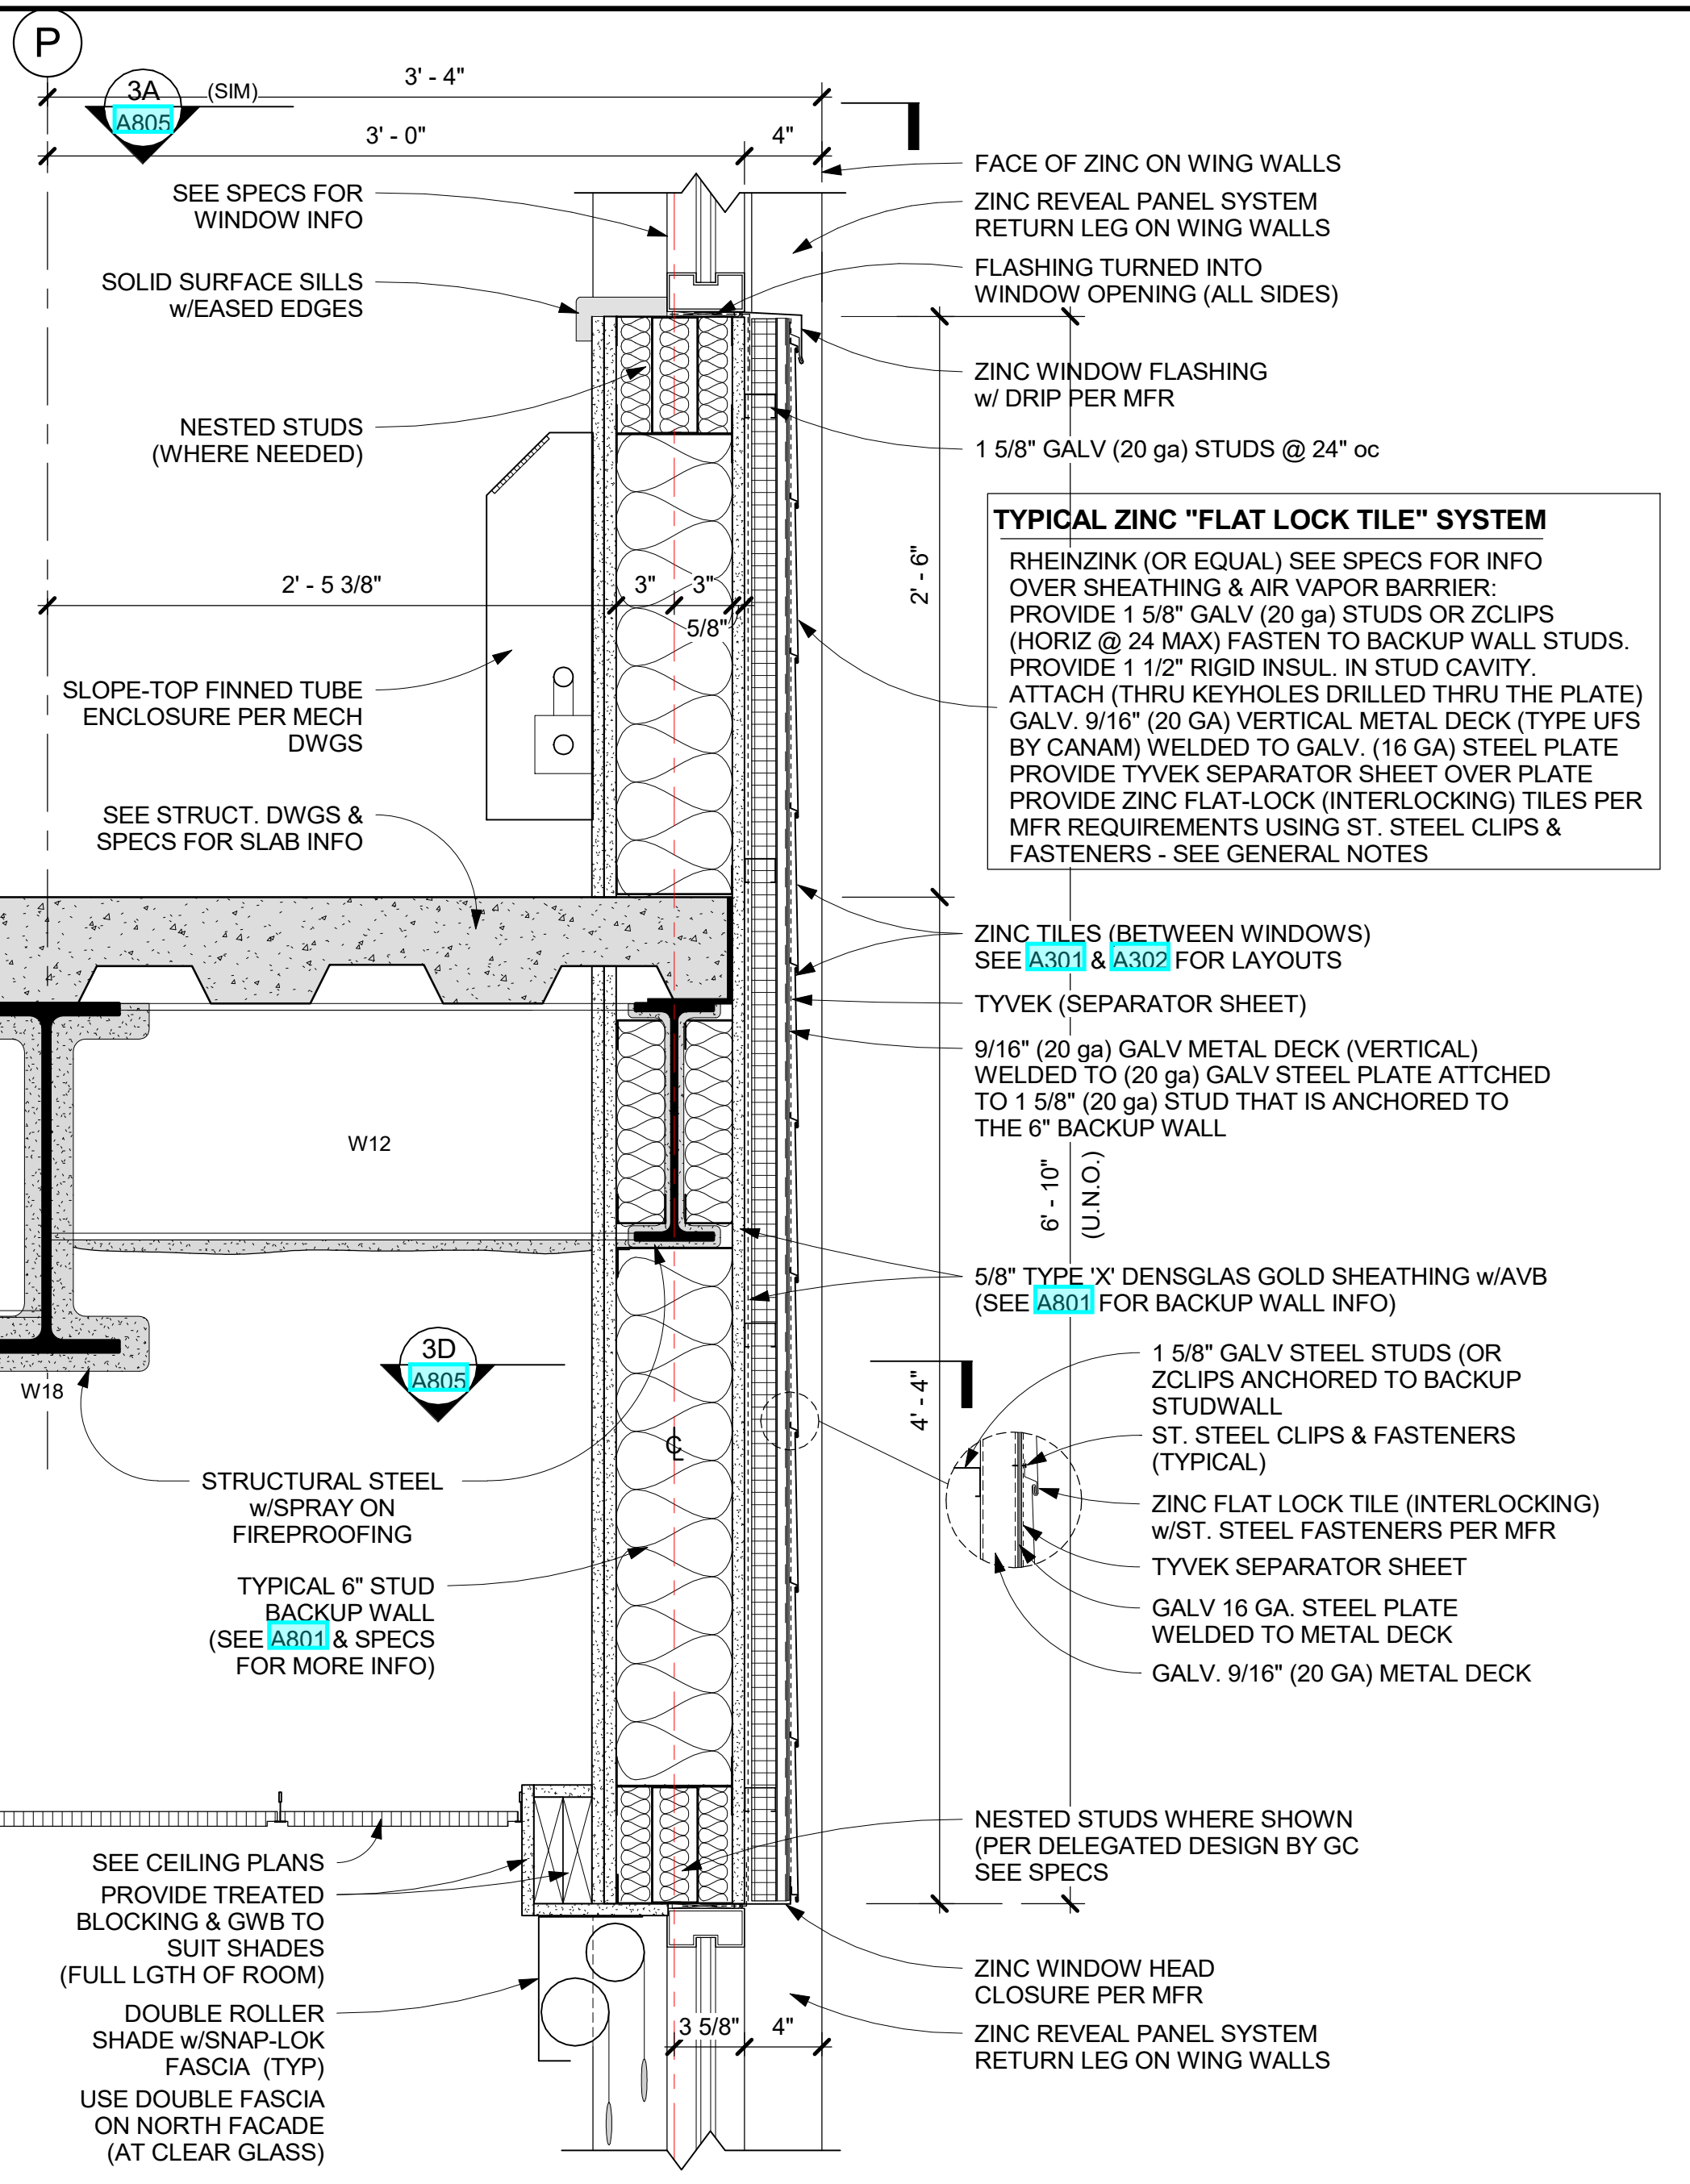 P
3A
A805
(SIM)
3' - 4"
3' - 0"
4"
SEE SPECS FOR
WINDOW INFO
SOLID SURFACE SILLS
w/EASED EDGES
NESTED STUDS
(WHERE NEEDED)
2' - 5 3/8"
3"
3"
5/8"
SLOPE-TOP FINNED TUBE
ENCLOSURE PER MECH
DWGS
SEE STRUCT. DWGS &
SPECS FOR SLAB INFO
W12
W18
3D
A805
STRUCTURAL STEEL
w/SPRAY ON
FIREPROOFING
TYPICAL 6" STUD
BACKUP WALL
(SEE A801 & SPECS
FOR MORE INFO)
CL
SEE CEILING PLANS
PROVIDE TREATED
BLOCKING & GWB TO
SUIT SHADES
(FULL LGTH OF ROOM)
DOUBLE ROLLER
SHADE w/SNAP-LOK
FASCIA (TYP)
USE DOUBLE FASCIA
ON NORTH FACADE
(AT CLEAR GLASS)
3 5/8"
4"
FACE OF ZINC ON WING WALLS
ZINC REVEAL PANEL SYSTEM
RETURN LEG ON WING WALLS
FLASHING TURNED INTO
WINDOW OPENING (ALL SIDES)
ZINC WINDOW FLASHING
w/ DRIP PER MFR
1 5/8" GALV (20 ga) STUDS @ 24" oc
2' - 6"
TYPICAL ZINC "FLAT LOCK TILE" SYSTEM
RHEINZINK (OR EQUAL) SEE SPECS FOR INFO
OVER SHEATHING & AIR VAPOR BARRIER:
PROVIDE 1 5/8" GALV (20 ga) STUDS OR ZCLIPS
(HORIZ @ 24 MAX) FASTEN TO BACKUP WALL STUDS.
PROVIDE 1 1/2" RIGID INSUL. IN STUD CAVITY.
ATTACH (THRU KEYHOLES DRILLED THRU THE PLATE)
GALV. 9/16" (20 GA) VERTICAL METAL DECK (TYPE UFS
BY CANAM) WELDED TO GALV. (16 GA) STEEL PLATE
PROVIDE TYVEK SEPARATOR SHEET OVER PLATE
PROVIDE ZINC FLAT-LOCK (INTERLOCKING) TILES PER
MFR REQUIREMENTS USING ST. STEEL CLIPS &
FASTENERS - SEE GENERAL NOTES
ZINC TILES (BETWEEN WINDOWS)
SEE A301 & A302 FOR LAYOUTS
TYVEK (SEPARATOR SHEET)
9/16" (20 ga) GALV METAL DECK (VERTICAL)
WELDED TO (20 ga) GALV STEEL PLATE ATTCHED
TO 1 5/8" (20 ga) STUD THAT IS ANCHORED TO
THE 6" BACKUP WALL
6' - 10"
(U.N.O.)
5/8" TYPE 'X' DENSGLAS GOLD SHEATHING w/AVB
(SEE A801 FOR BACKUP WALL INFO)
4' - 4"
1 5/8" GALV STEEL STUDS (OR
ZCLIPS ANCHORED TO BACKUP
STUDWALL
ST. STEEL CLIPS & FASTENERS
(TYPICAL)
ZINC FLAT LOCK TILE (INTERLOCKING)
w/ST. STEEL FASTENERS PER MFR
TYVEK SEPARATOR SHEET
GALV 16 GA. STEEL PLATE
WELDED TO METAL DECK
GALV. 9/16" (20 GA) METAL DECK
NESTED STUDS WHERE SHOWN
(PER DELEGATED DESIGN BY GC
SEE SPECS
ZINC WINDOW HEAD
CLOSURE PER MFR
ZINC REVEAL PANEL SYSTEM
RETURN LEG ON WING WALLS